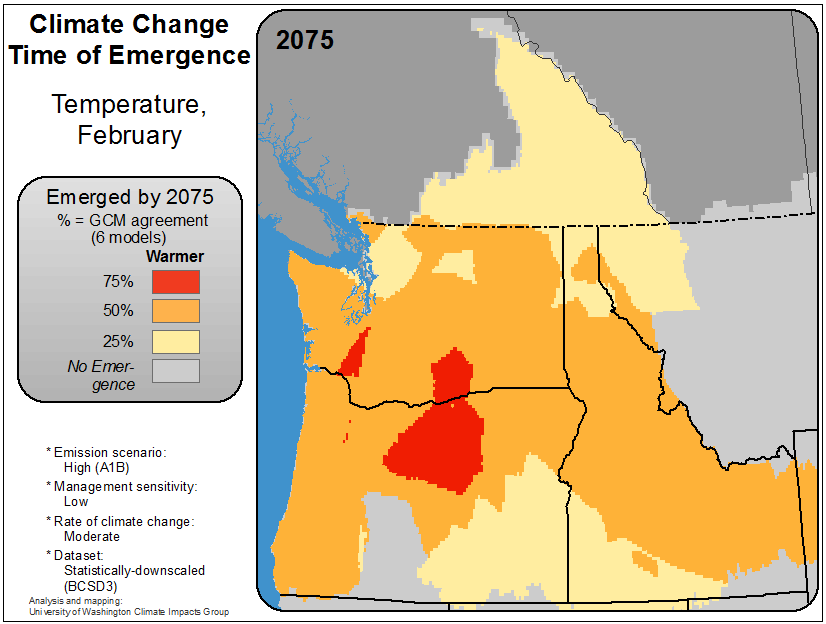 Climate Change
Time of Emergence
Temperature,
February
Emerged by 2075
% = GCM agreement
(6 models)
Warmer
75%
50%
25%
No Emer-
gence
* Emission scenario:
High (A1B)
* Management sensitivity:
Low
* Rate of climate change:
Moderate
* Dataset:
Statistically-downscaled
(BCSD3)
Analysis and mapping:
University of Washington Climate Impacts Group
2075